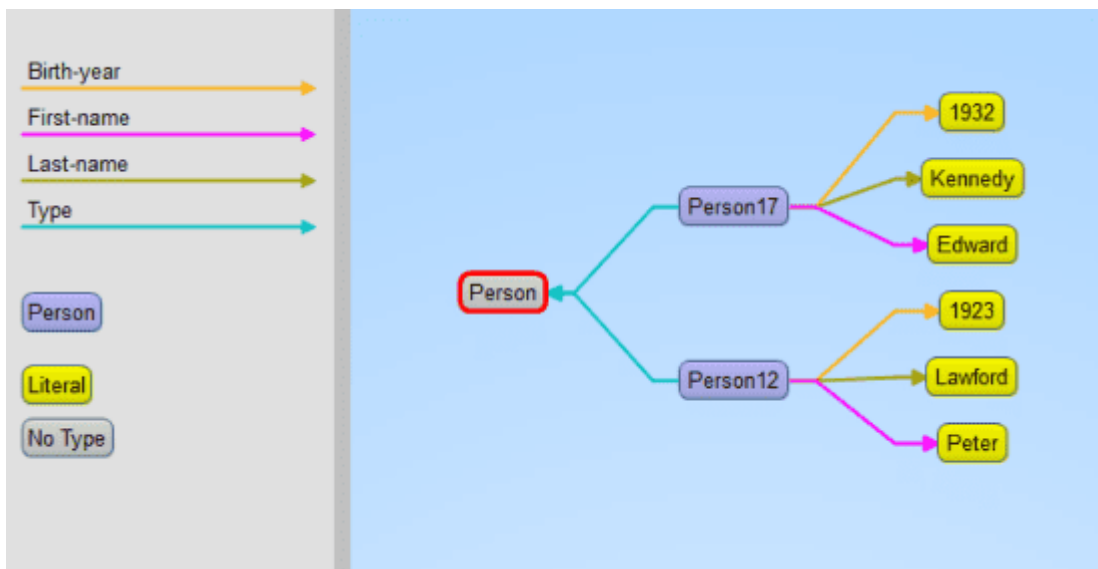 Birth-year
First-name
Last-name
Type
Person
Literal
No Type
Person
Person17
1932
Kennedy
Edward
Person12
1923
Lawford
Peter